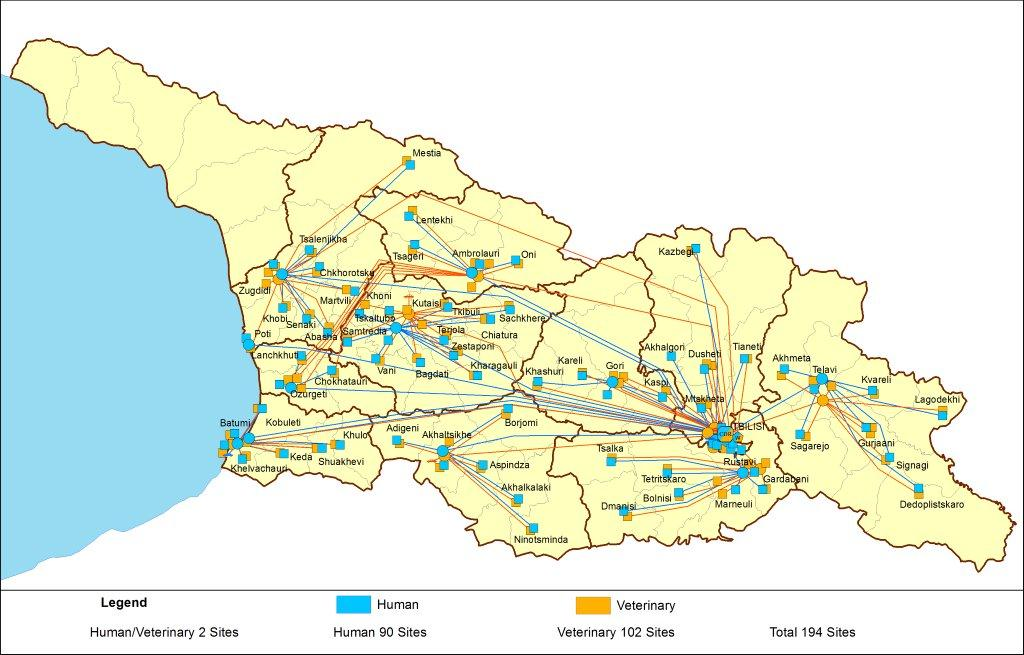 Mestia
Lentekhi
Tsalenjikha
Tsageri
Ambrolauri
Oni
Kazbegi
Chkhorotsku
Zugdidi
Martvili
Khoni
Kutaisi
Tkibuli
Sachkhere
Khobi
Senaki
Tskaltubo
Abasha
Samtredia
Terjola
Chiatura
Poti
Zestaponi
Lanchkhuti
Vani
Bagdati
Kharagauli
Chokhatauri
Ozurgeti
Khashuri
Kareli
Gori
Kaspi
Akhalgori
Dusheti
Tianeti
Mtskheta
Akhmeta
Telavi
Kvareli
Lagodekhi
Batumi
Kobuleti
Adigeni
Akhaltsikhe
Borjomi
TBILISI
CDR
Sagarejo
Gurjaani
Khulo
Keda
Shuakhevi
Khelvachauri
Aspindza
Tsalka
Rustavi
Signagi
Tetritskaro
Gardabani
Akhalkalaki
Bolnisi
Marneuli
Dmanisi
Dedoplistskaro
Ninotsminda
Legend
Human
Veterinary
Human/Veterinary 2 Sites
Human 90 Sites
Veterinary 102 Sites
Total 194 Sites